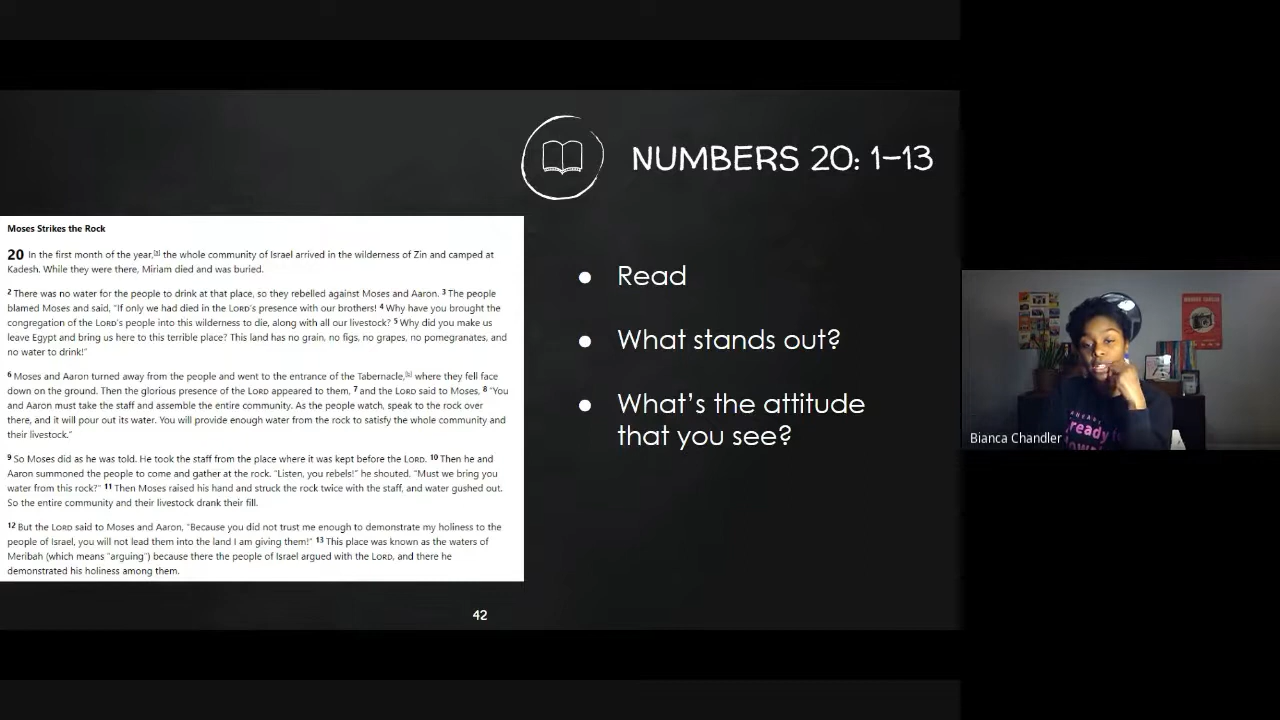 NUMBERS 20: 1–13
Moses Strikes the Rock
20 In the first month of the year,[a] the whole community of Israel arrived in the wilderness of Zin and camped at
Kadesh. While they were there, Miriam died and was buried.
2 There was no water for the people to drink at that place, so they rebelled against Moses and Aaron. 3 The people
blamed Moses and said, "If only we had died in the LORD's presence with our brothers! 4 Why have you brought the
congregation of the LORD's people into this wilderness to die, along with all our livestock? 5 Why did you make us
leave Egypt and bring us here to this terrible place? This land has no grain, no figs, no grapes, no pomegranates, and
no water to drink!"
6 Moses and Aaron turned away from the people and went to the entrance of the Tabernacle,[b] where they fell face
down on the ground. Then the glorious presence of the LORD appeared to them, 7 and the LORD said to Moses, 8 "You
and Aaron must take the staff and assemble the entire community. As the people watch, speak to the rock over
there, and it will pour out its water. You will provide enough water from the rock to satisfy the whole community and
their livestock."
9 So Moses did as he was told. He took the staff from the place where it was kept before the LORD. 10 Then he and
Aaron summoned the people to come and gather at the rock. "Listen, you rebels!" he shouted. "Must we bring you
water from this rock?" 11 Then Moses raised his hand and struck the rock twice with the staff, and water gushed out.
So the entire community and their livestock drank their fill.
12 But the LORD said to Moses and Aaron, "Because you did not trust me enough to demonstrate my holiness to the
people of Israel, you will not lead them into the land I am giving them!" 13 This place was known as the waters of
Meribah (which means "arguing") because there the people of Israel argued with the LORD, and there he
demonstrated his holiness among them.
● Read
● What stands out?
● What's the attitude
that you see?
42
Bianca Chandler